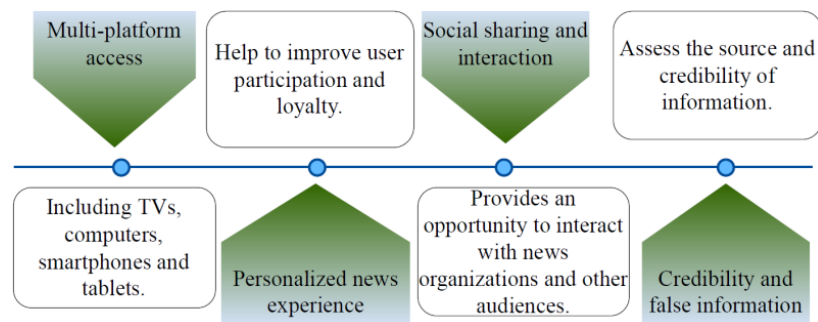 Multi-platform
access
Help to improve user
participation and
loyalty.
Social sharing and
interaction
Assess the source and
credibility of
information.
Including TVs,
computers,
smartphones and
tablets.
Personalized news
experience
Provides an
opportunity to interact
with news
organizations and other
audiences.
Credibility and
false information